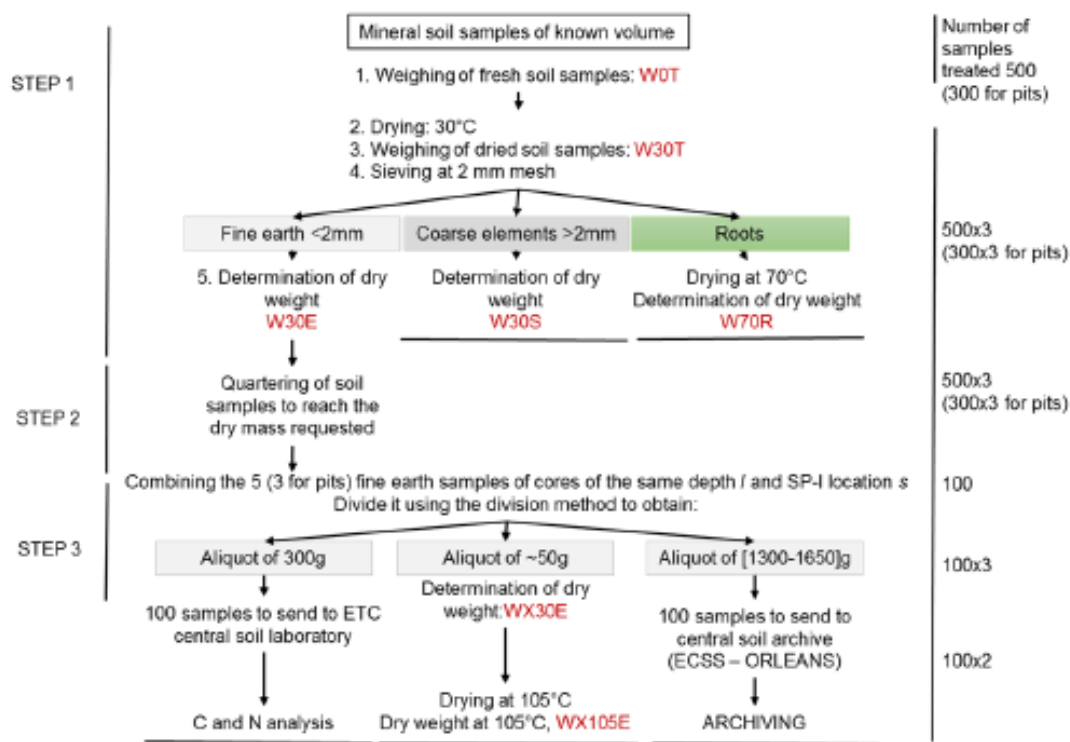 Mineral soil samples of known volume
Number of
samples
treated 500
(300 for pits)
STEP 1
1. Weighing of fresh soil samples: W0T
2. Drying: 30°C
3. Weighing of dried soil samples: W30T
4. Sieving at 2 mm mesh
Fine earth <2mm
Coarse elements >2mm
Roots
500x3
(300x3 for pits)
5. Determination of dry
weight
W30E
Determination of dry
weight
W30S
Drying at 70°C
Determination of dry weight
W70R
STEP 2
Quartering of soil
samples to reach the
dry mass requested
500x3
(300x3 for pits)
Combining the 5 (3 for pits) fine earth samples of cores of the same depth l and SP-I location s
Divide it using the division method to obtain:
100
STEP 3
Aliquot of 300g
Aliquot of ~50g
Aliquot of [1300-1650]g
100x3
100 samples to send to ETC
central soil laboratory
Determination of dry
weight:WX30E
100 samples to send to
central soil archive
(ECSS – ORLEANS)
100x2
C and N analysis
Drying at 105°C
Dry weight at 105°C, WX105E
ARCHIVING